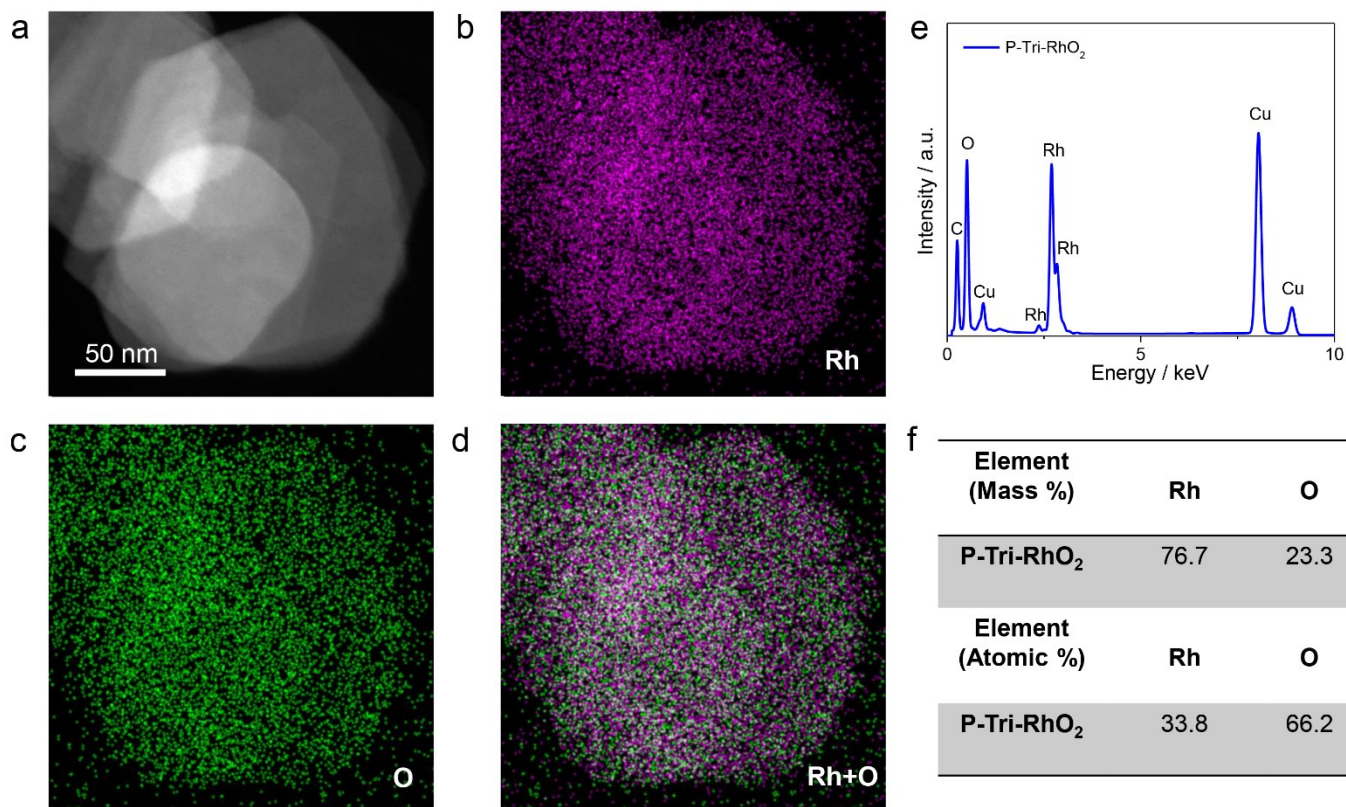 a
50 nm
b
Rh
c
O
d
Rh+O
e
P-Tri-RhO₂
C
O
Cu
Rh
Rh
Rh
Cu
Cu
Intensity / a.u.
0
5
10
Energy / keV
f
Element
(Mass %)
Rh
O
P-Tri-RhO₂
76.7
23.3
Element
(Atomic %)
Rh
O
P-Tri-RhO₂
33.8
66.2